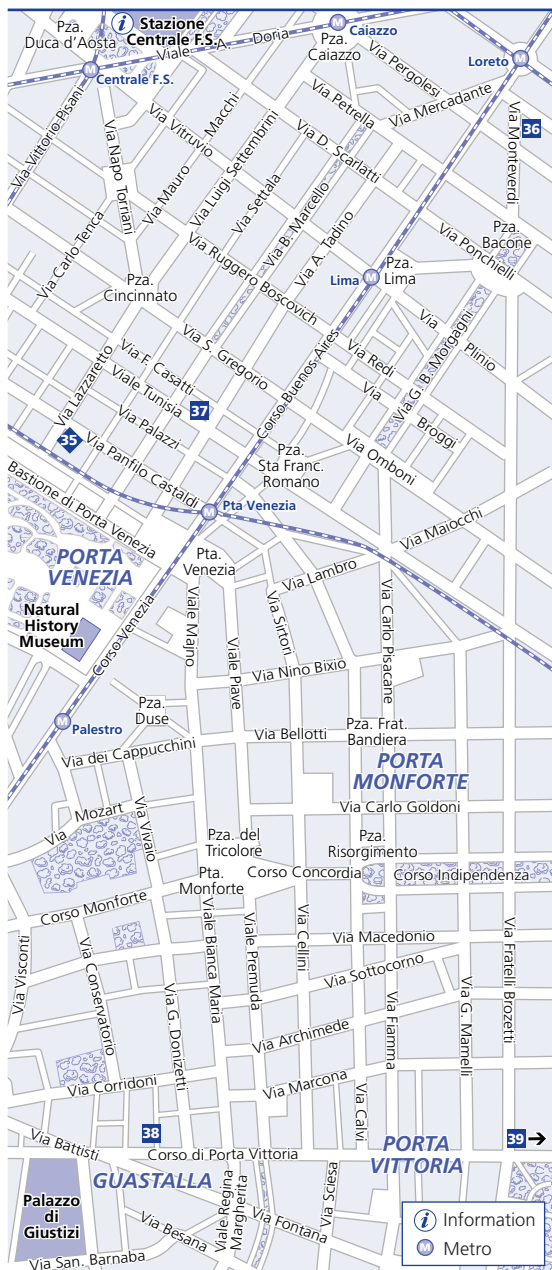 Pza.
Duca d'Aosta
i
Stazione
Centrale F.S.
Viale A. Doria
M
Caiazzo
Pza.
Caiazzo
Via Pergolesi
Loreto
M
M
Centrale F.S.
Via Vittorio Pisani
Via Napo Torriani
Via Vitruvio
Macchi
Via Mauro
Via Luigi Settembrini
Via Settala
Via Petrella
Via Mercadante
Via D. Scarlatti
Via Monteverdi
36
Via Carlo Tenca
Via B. Marcello
Via A. Tadino
Via Ponchielli
Pza.
Bacone
Via Ruggero Boscovich
Pza.
Cincinnato
Lima
M
Pza.
Lima
Via Plinio
Via G. B. Morgagni
Via S. Gregorio
Corso Buenos Aires
Via Redi
Via Broggi
Via Lazzaretto
Via F. Casatti
Viale Tunisia
37
Via Palazzi
35
Via Panfilo Castaldi
Pza.
Sta Franc.
Romano
Via Omboni
Bastione di Porta Venezia
M
Pta Venezia
Via Maiocchi
PORTA
VENEZIA
Pta.
Venezia
Via Lambro
Natural
History
Museum
Corso Venezia
Viale Majno
Viale Piave
Via Sirtori
Via Carlo Pisacane
Via Nino Bixio
M
Palestro
Pza.
Duse
Via dei Cappucchini
Via Bellotti
Pza. Frat.
Bandiera
PORTA
MONFORTE
Via Mozart
Via Vivaio
Via Carlo Goldoni
Pza. del
Tricolore
Pza.
Risorgimento
Pta.
Monforte
Corso Concordia
Corso Indipendenza
Corso Monforte
Via Visconti
Via Conservatorio
Via G. Donizetti
Viale Bianca Maria
Viale Premuda
Via Cellini
Via Macedonio
Via Sottocorno
Via Fratelli Brozetti
Via Archimede
Via Fiamma
Via G. Mameli
Via Corridoni
Via Marcona
Via Calvi
38
39
Via Battisti
Corso di Porta Vittoria
PORTA
VITTORIA
GUASTALLA
Palazzo
di
Giustizi
Viale Regina
Margherita
Via Sciesa
Via Besana
Via Fontana
Via San. Barnaba
i Information
M Metro